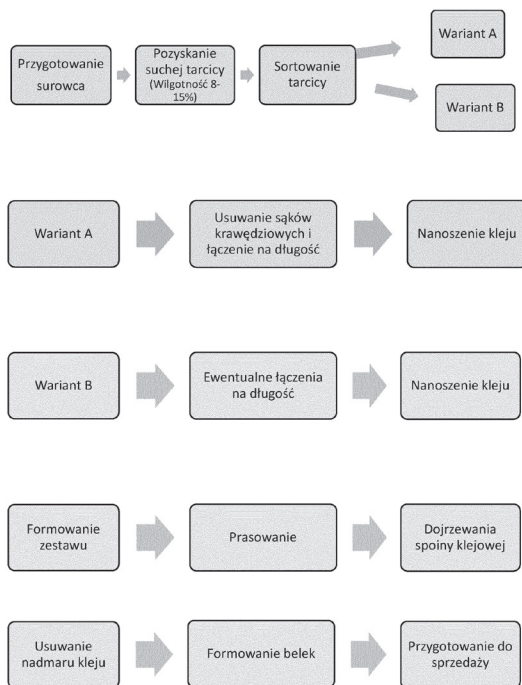 Przygotowanie
surowca
Pozyskanie
suchej tarcicy
(Wilgotność 8-
15%)
Sortowanie
tarcicy
Wariant A
Wariant B
Wariant A
Usuwanie sąków
krawędziowych i
łączenie na długość
Nanoszenie kleju
Wariant B
Ewentualne łączenia
na długość
Nanoszenie kleju
Formowanie
zestawu
Prasowanie
Dojrzewania
spoiny klejowej
Usuwanie
nadmaru kleju
Formowanie belek
Przygotowanie do
sprzedaży